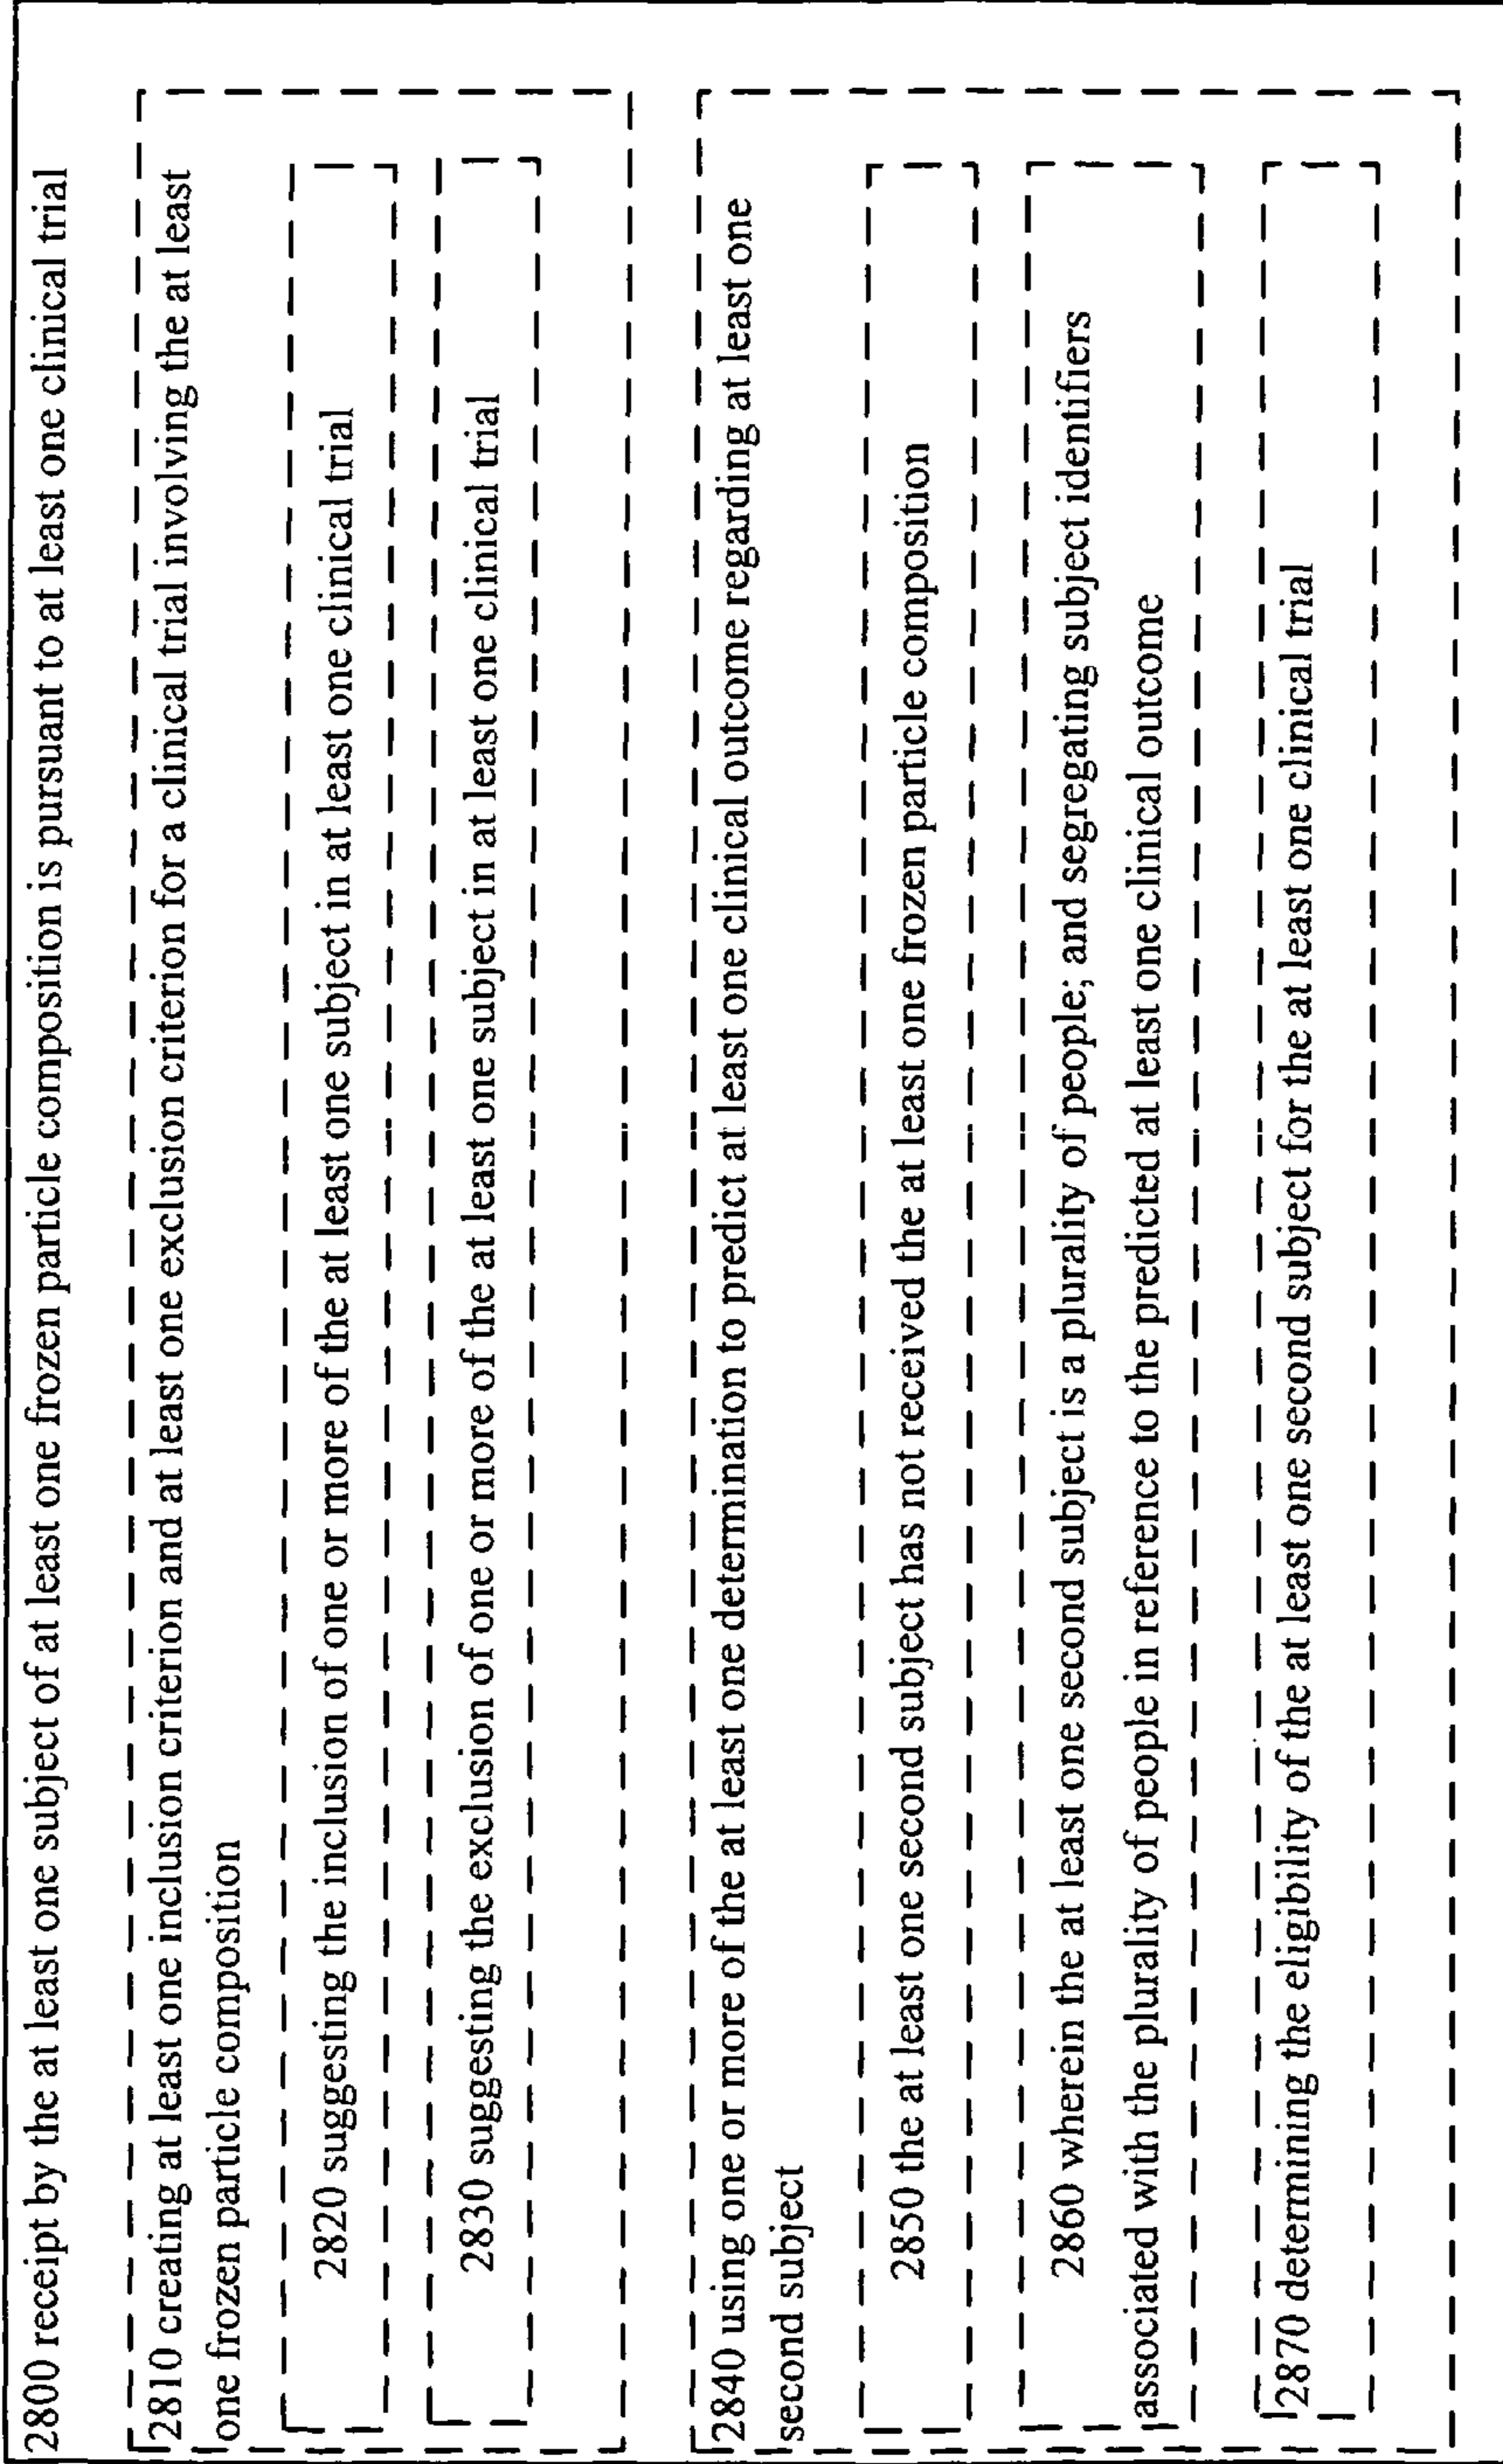 2800 receipt by the at least one subject of at least one frozen particle composition is pursuant to at least one clinical trial
2810 creating at least one inclusion criterion and at least one exclusion criterion for a clinical trial involving the at least
one frozen particle composition
2820 suggesting the inclusion of one or more of the at least one subject in at least one clinical trial
2830 suggesting the exclusion of one or more of the at least one subject in at least one clinical trial
2840 using one or more of the at least one determination to predict at least one clinical outcome regarding at least one
second subject
2850 the at least one second subject has not received the at least one frozen particle composition
2860 wherein the at least one second subject is a plurality of people; and segregating subject identifiers
associated with the plurality of people in reference to the predicted at least one clinical outcome
2870 determining the eligibility of the at least one second subject for the at least one clinical trial